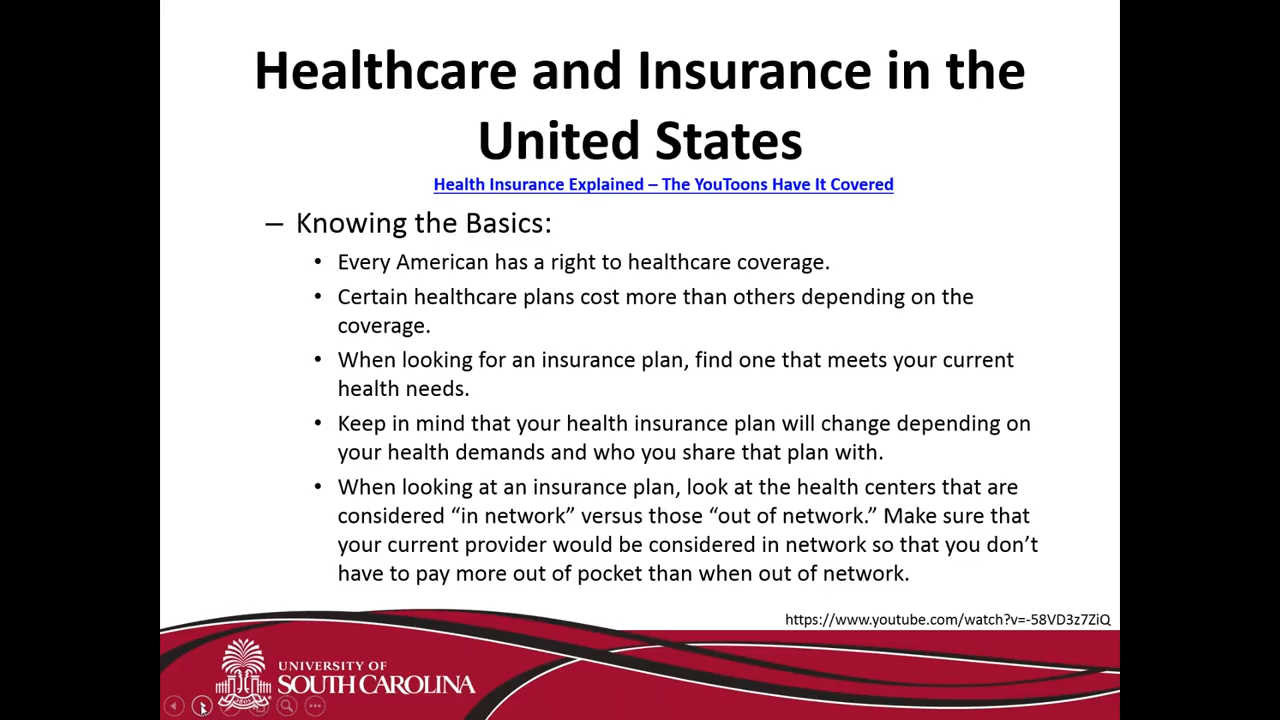 Healthcare and Insurance in the
United States
Health Insurance Explained – The YouToons Have It Covered
– Knowing the Basics:
• Every American has a right to healthcare coverage.
• Certain healthcare plans cost more than others depending on the
coverage.
• When looking for an insurance plan, find one that meets your current
health needs.
• Keep in mind that your health insurance plan will change depending on
your health demands and who you share that plan with.
• When looking at an insurance plan, look at the health centers that are
considered “in network” versus those “out of network.” Make sure that
your current provider would be considered in network so that you don’t
have to pay more out of pocket than when out of network.
https://www.youtube.com/watch?v=-58VD3z7ZiQ
UNIVERSITY OF
SOUTH CAROLINA